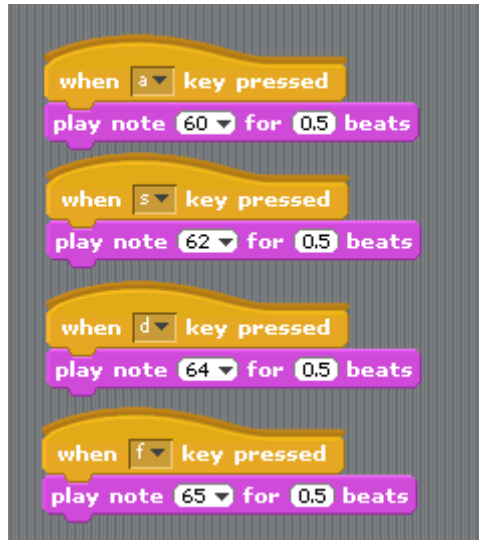 when a key pressed
play note 60 for 0.5 beats
when s key pressed
play note 62 for 0.5 beats
when d key pressed
play note 64 for 0.5 beats
when f key pressed
play note 65 for 0.5 beats